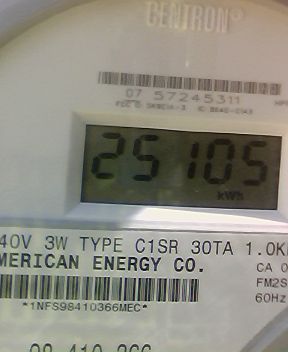 CENTRON®
07 57245311
25105
kWh
40V 3W TYPE C1SR 30TA 1.0K
MERICAN ENERGY CO.
CA 0
FM2S
60Hz
*1NFS98410366MEC*